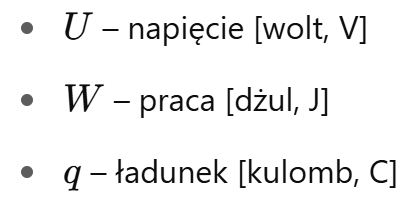 • U – napięcie [wolt, V]
• W – praca [dżul, J]
• q – ładunek [kulomb, C]